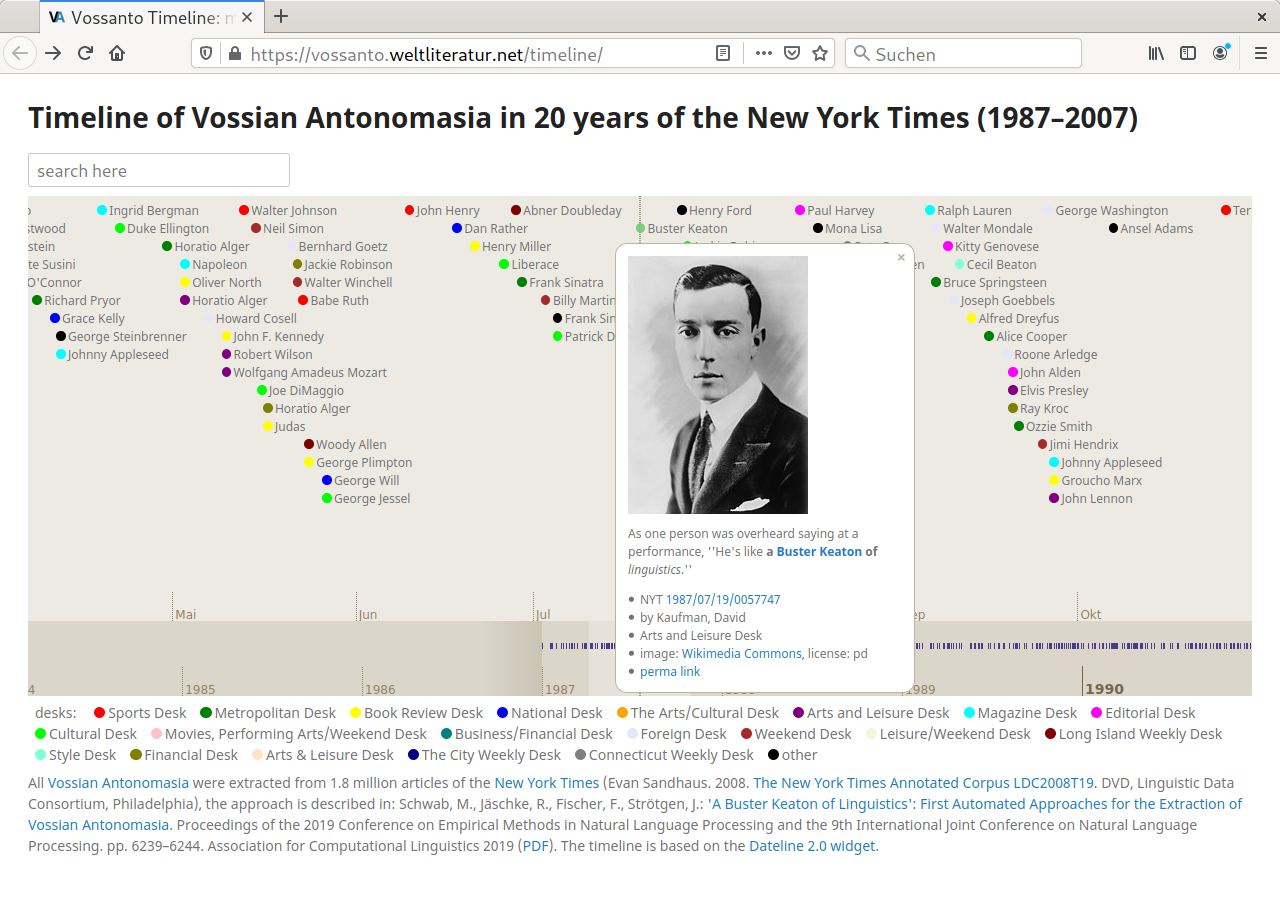 Vossanto Timeline:
https://vossanto.weltliteratur.net/timeline/
Suchen
Timeline of Vossian Antonomasia in 20 years of the New York Times (1987–2007)
search here
Ingrid Bergman Walter Johnson John Henry Abner Doubleday Henry Ford Paul Harvey Ralph Lauren George Washington Ter
stwood Duke Ellington Neil Simon Dan Rather Buster Keaton Mona Lisa Walter Mondale Ansel Adams
stein Horatio Alger Bernhard Goetz Henry Miller Kitty Genovese
te Susini Napoleon Jackie Robinson Liberace en Cecil Beaton
O'Connor Oliver North Walter Winchell Frank Sinatra Bruce Springsteen
Richard Pryor Horatio Alger Babe Ruth Billy Martin Joseph Goebbels
Grace Kelly Howard Cosell Frank Sin Alfred Dreyfus
George Steinbrenner John F. Kennedy Patrick D Alice Cooper
Johnny Appleseed Robert Wilson Roone Arledge
Wolfgang Amadeus Mozart John Alden
Joe DiMaggio Elvis Presley
Horatio Alger Ray Kroc
Judas Ozzie Smith
Woody Allen Jimi Hendrix
George Plimpton Johnny Appleseed
George Will Groucho Marx
George Jessel John Lennon
×
As one person was overheard saying at a
performance, ''He's like a Buster Keaton of
linguistics.''
NYT 1987/07/19/0057747
by Kaufman, David
Arts and Leisure Desk
image: Wikimedia Commons, license: pd
perma link
Mai Jun Jul ep Okt
4 1985 1986 1987 1989 1990
desks: Sports Desk Metropolitan Desk Book Review Desk National Desk The Arts/Cultural Desk Arts and Leisure Desk Magazine Desk Editorial Desk
Cultural Desk Movies, Performing Arts/Weekend Desk Business/Financial Desk Foreign Desk Weekend Desk Leisure/Weekend Desk Long Island Weekly Desk
Style Desk Financial Desk Arts & Leisure Desk The City Weekly Desk Connecticut Weekly Desk other
All Vossian Antonomasia were extracted from 1.8 million articles of the New York Times (Evan Sandhaus. 2008. The New York Times Annotated Corpus LDC2008T19. DVD, Linguistic Data
Consortium, Philadelphia), the approach is described in: Schwab, M., Jäschke, R., Fischer, F., Strötgen, J.: 'A Buster Keaton of Linguistics': First Automated Approaches for the Extraction of
Vossian Antonomasia. Proceedings of the 2019 Conference on Empirical Methods in Natural Language Processing and the 9th International Joint Conference on Natural Language
Processing. pp. 6239–6244. Association for Computational Linguistics 2019 (PDF). The timeline is based on the Dateline 2.0 widget.